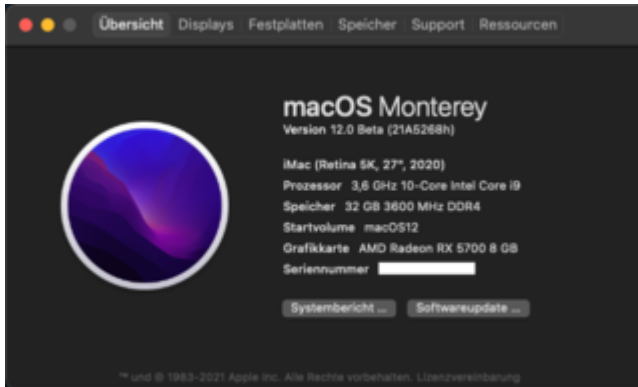 Übersicht Displays Festplatten Speicher Support Ressourcen
macOS Monterey
Version 12.0 Beta (21A5268h)
iMac (Retina 5K, 27", 2020)
Prozessor 3,6 GHz 10-Core Intel Core i9
Speicher 32 GB 3600 MHz DDR4
Startvolume macOS12
Grafikkarte AMD Radeon RX 5700 8 GB
Seriennummer
Systembericht ... Softwareupdate ...
™ und © 1983-2021 Apple Inc. Alle Rechte vorbehalten. Lizenzvereinbarung